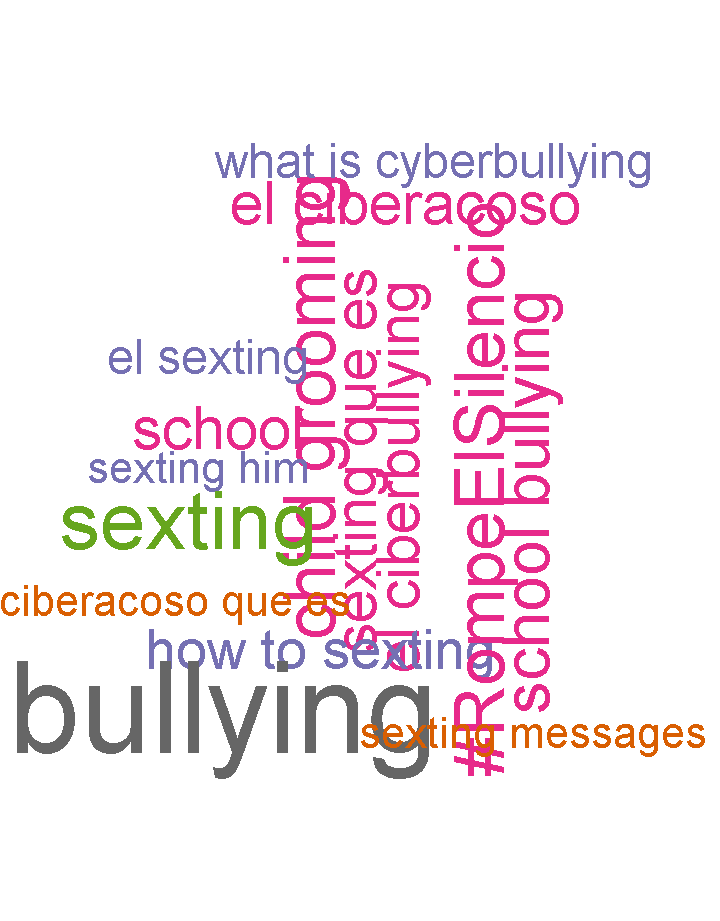 what is cyberbullying
el ciberacoso
child grooming
sexting que es
el ciberbullying
#RompeElSilencio
school bullying
el sexting
school
sexting him
sexting
ciberacoso que es
how to sexting
bullying
sexting messages